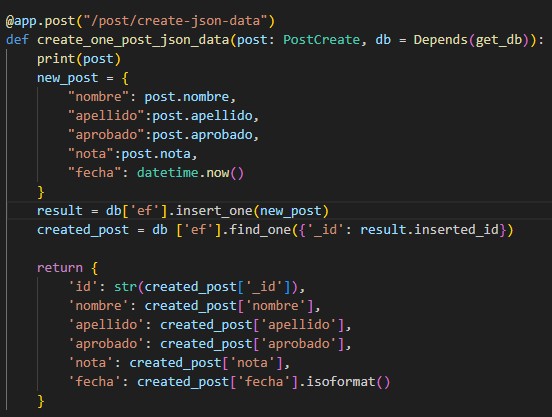 @app.post("/post/create-json-data")
def create_one_post_json_data(post: PostCreate, db = Depends(get_db)):
    print(post)
    new_post = {
        "nombre": post.nombre,
        "apellido":post.apellido,
        "aprobado":post.aprobado,
        "nota":post.nota,
        "fecha": datetime.now()
    }
    result = db['ef'].insert_one(new_post)
    created_post = db ['ef'].find_one({'_id': result.inserted_id})

    return {
        'id': str(created_post['_id']),
        'nombre': created_post['nombre'],
        'apellido': created_post['apellido'],
        'aprobado': created_post['aprobado'],
        'nota': created_post['nota'],
        'fecha': created_post['fecha'].isoformat()
    }